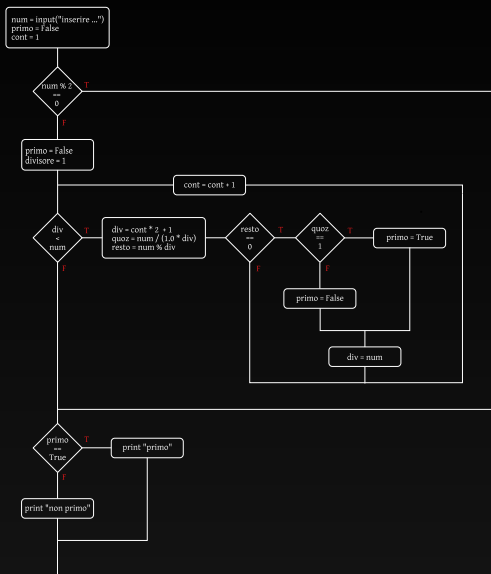 num = input("inserire ...")
primo = False
cont = 1
num % 2
==
0
T
F
primo = False
divisore = 1
cont = cont + 1
div
<
num
T
F
div = cont * 2 + 1
quoz = num / (1.0 * div)
resto = num % div
resto
==
0
T
F
quoz
==
1
T
F
primo = True
primo = False
div = num
primo
==
True
T
F
print "primo"
print "non primo"